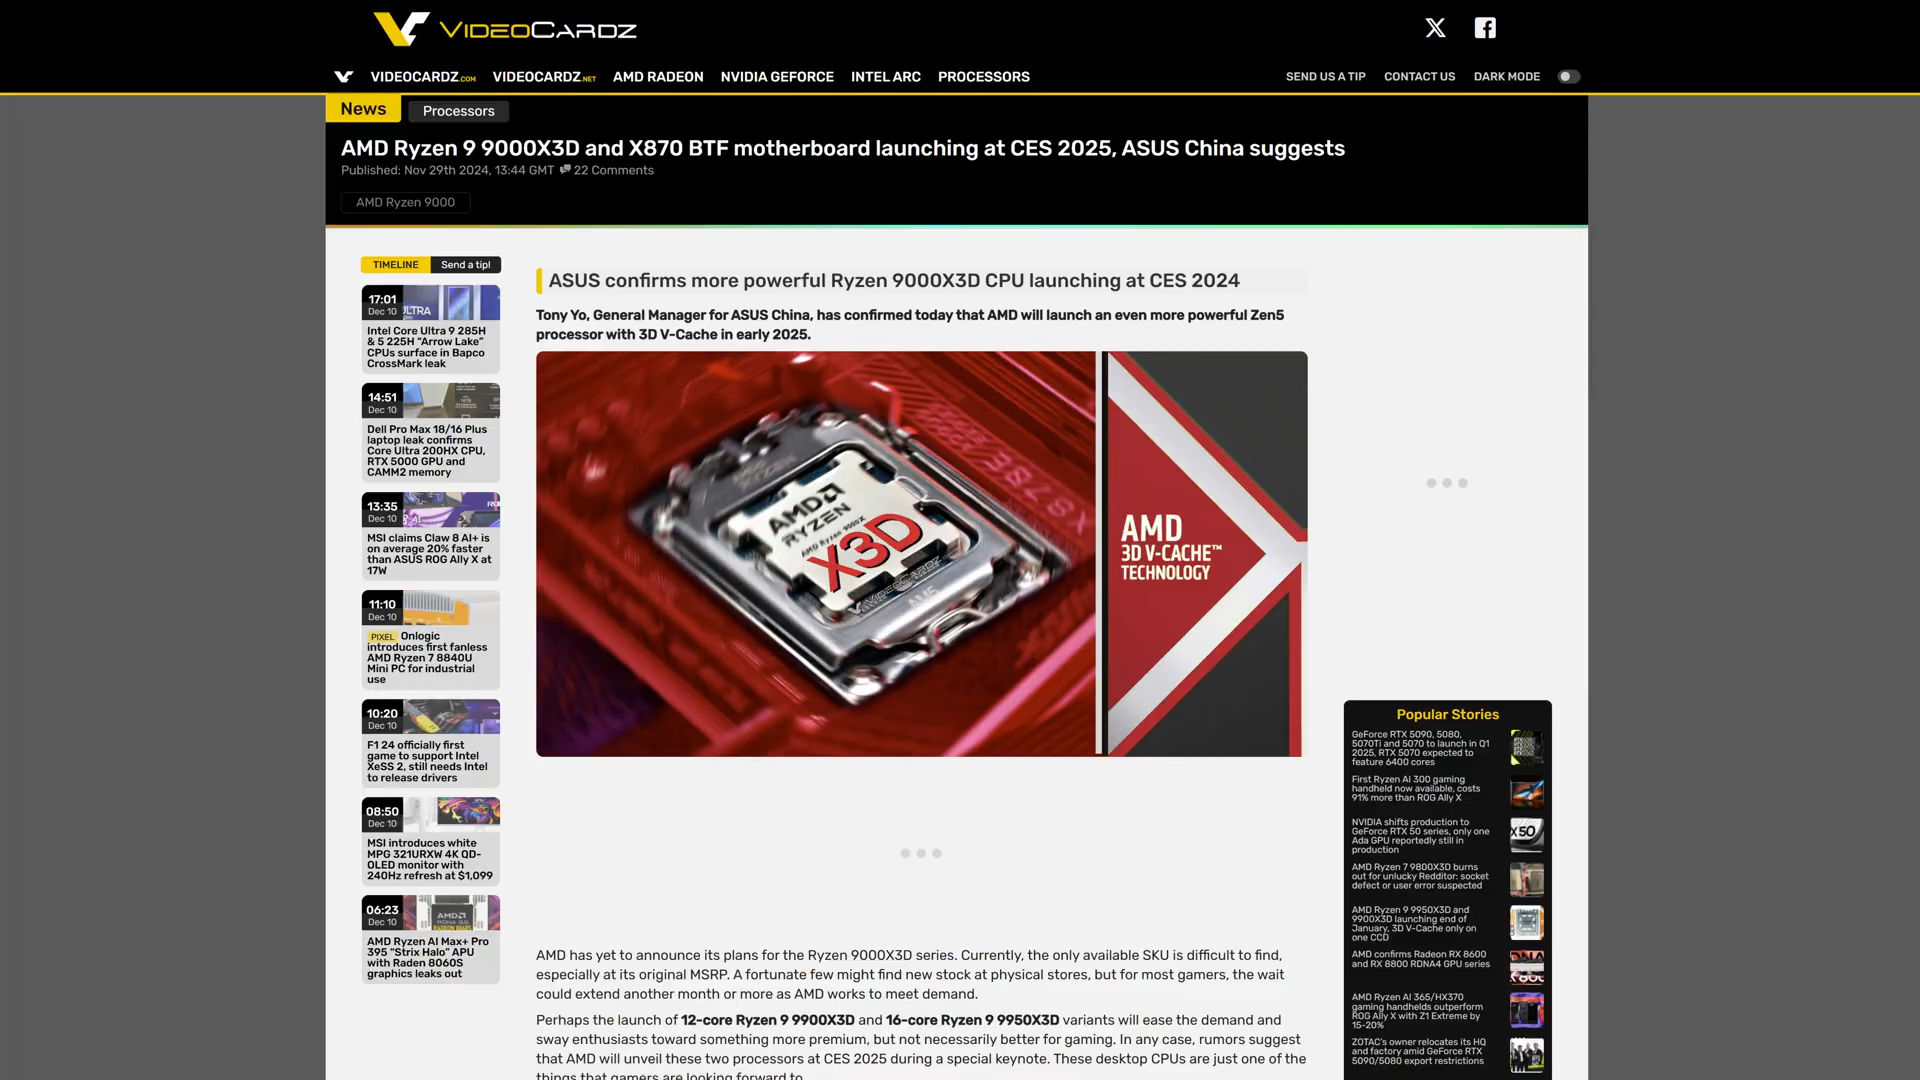 VIDEOCARDZ
VIDEOCARDZ.COM VIDEOCARDZ.NET AMD RADEON NVIDIA GEFORCE INTEL ARC PROCESSORS SEND US A TIP CONTACT US DARK MODE
News Processors
AMD Ryzen 9 9000X3D and X870 BTF motherboard launching at CES 2025, ASUS China suggests
Published: Nov 29th 2024, 13:44 GMT 22 Comments
AMD Ryzen 9000
TIMELINE Send a tip!
17:01
Dec 10
ULTRA
Intel Core Ultra 9 285H
& 5 225H "Arrow Lake"
CPUs surface in Bapco
CrossMark leak
14:51
Dec 10
Dell Pro Max 18/16 Plus
laptop leak confirms
Core Ultra 200HX CPU,
RTX 5000 GPU and
CAMM2 memory
13:35
Dec 10
MSI claims Claw 8 AI+ is
on average 20% faster
than ASUS ROG Ally X at
17W
11:10
Dec 10
PIXEL Onlogic
introduces first fanless
AMD Ryzen 7 8840U
Mini PC for industrial
use
10:20
Dec 10
F1 24 officially first
game to support Intel
XeSS 2, still needs Intel
to release drivers
08:50
Dec 10
MSI introduces white
MPG 321URXW 4K QD-
OLED monitor with
240Hz refresh at $1,099
06:23
Dec 10
AMD
RDNA 3.5
AMD Ryzen AI Max+ Pro
395 "Strix Halo" APU
with Raden 8060S
graphics leaks out
ASUS confirms more powerful Ryzen 9000X3D CPU launching at CES 2024
Tony Yo, General Manager for ASUS China, has confirmed today that AMD will launch an even more powerful Zen5
processor with 3D V-Cache in early 2025.
AMD
RYZEN
AMD Ryzen 9000X
X3D
VIDEOCARDZ
AM5
AMD
3D V-CACHE™
TECHNOLOGY
AMD has yet to announce its plans for the Ryzen 9000X3D series. Currently, the only available SKU is difficult to find,
especially at its original MSRP. A fortunate few might find new stock at physical stores, but for most gamers, the wait
could extend another month or more as AMD works to meet demand.
Perhaps the launch of 12-core Ryzen 9 9900X3D and 16-core Ryzen 9 9950X3D variants will ease the demand and
sway enthusiasts toward something more premium, but not necessarily better for gaming. In any case, rumors suggest
that AMD will unveil these two processors at CES 2025 during a special keynote. These desktop CPUs are just one of the
things that gamers are looking forward to.
Popular Stories
GeForce RTX 5090, 5080,
5070Ti and 5070 to launch in Q1
2025, RTX 5070 expected to
feature 6400 cores
First Ryzen AI 300 gaming
handheld now available, costs
91% more than ROG Ally X
NVIDIA shifts production to
GeForce RTX 50 series, only one
Ada GPU reportedly still in
production
X50
AMD Ryzen 7 9800X3D burns
out for unlucky Redditor: socket
defect or user error suspected
AMD Ryzen 9 9950X3D and
9900X3D launching end of
January, 3D V-Cache only on
one CCD
AMD confirms Radeon RX 8600
and RX 8800 RDNA4 GPU series
AMD Ryzen AI 365/HX370
gaming handhelds outperform
ROG Ally X with Z1 Extreme by
15-20%
ZOTAC's owner relocates its HQ
and factory amid GeForce RTX
5090/5080 export restrictions